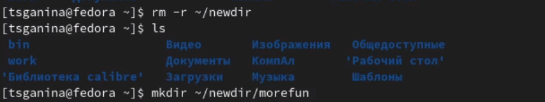 [tsganina@fedora ~]$ rm -r ~/newdir
[tsganina@fedora ~]$ ls
bin Видео Изображения Общедоступные
work Документы КомпАл 'Рабочий стол'
'Библиотека calibre' Загрузки Музыка Шаблоны
[tsganina@fedora ~]$ mkdir ~/newdir/morefun